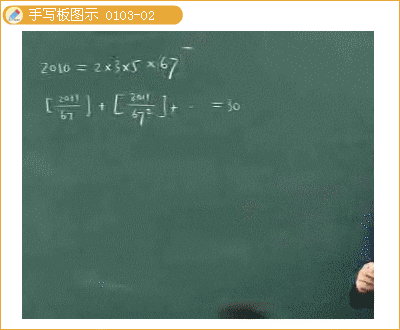 手写板图示 0103-02
2010 = 2×3×5×67
[2011/67] + [2011/67²] + · · = 30